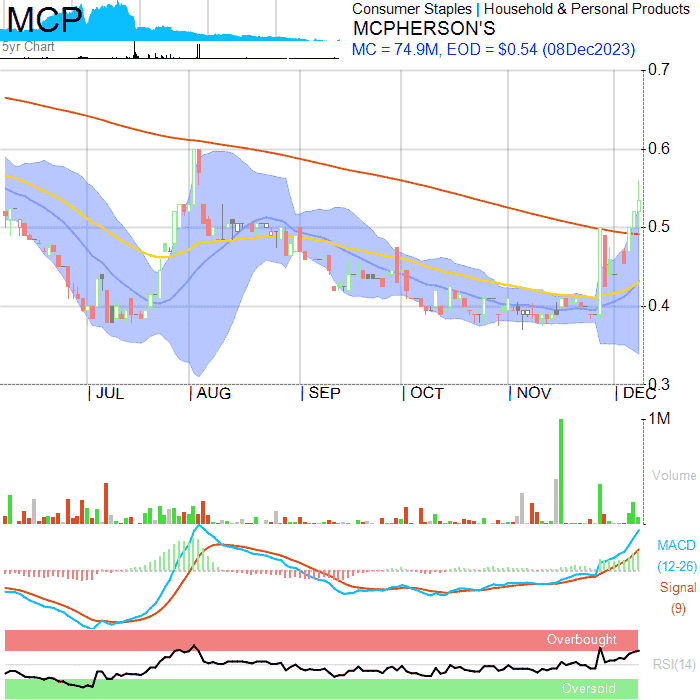 MCP
5yr Chart
Consumer Staples | Household & Personal Products
MCPHERSON'S
MC = 74.9M, EOD = $0.54 (08Dec2023)
0.7
0.6
0.5
0.4
0.3
JUL AUG SEP OCT NOV DEC
1M
Volume
MACD
(12-26)
Signal
(9)
Overbought
RSI(14)
Oversold